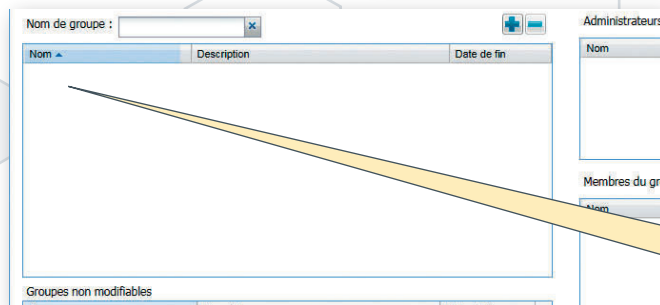 Nom de groupe :
Nom Description Date de fin
Groupes non modifiables
Administrateurs
Nom
Membres du gr
Nom